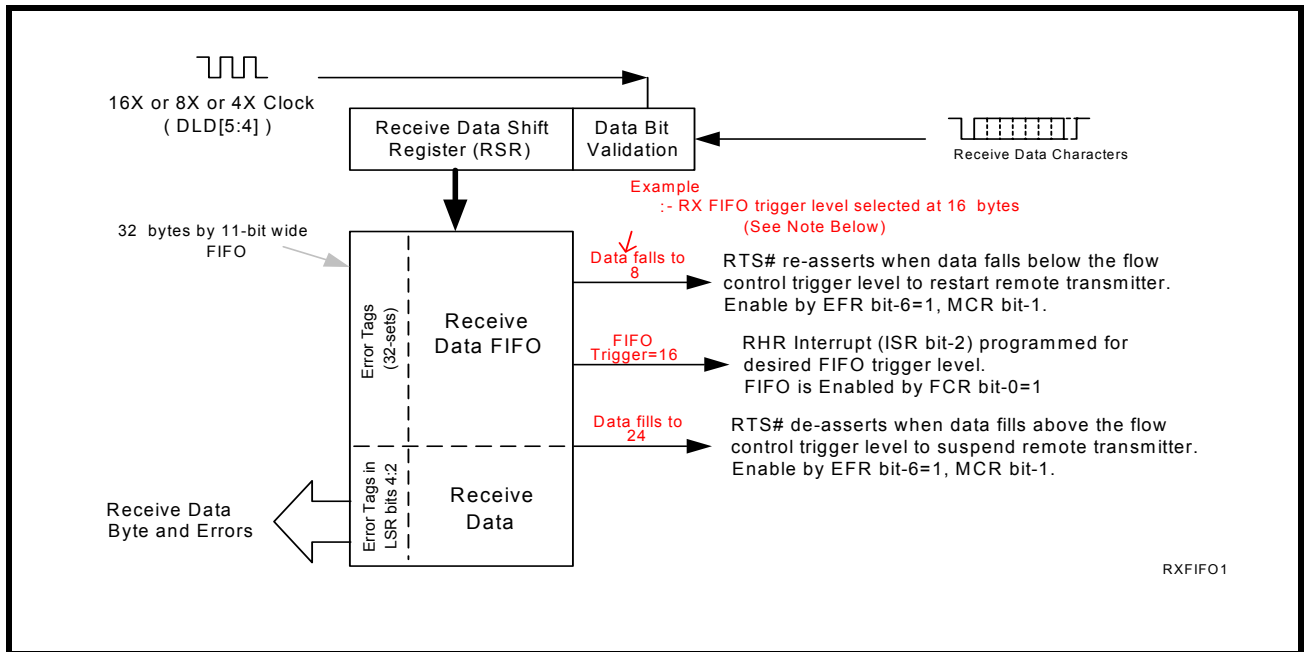 16X or 8X or 4X Clock
( DLD[5:4] )
Receive Data Shift
Register (RSR)
Data Bit
Validation
Receive Data Characters
Example
:- RX FIFO trigger level selected at 16 bytes
(See Note Below)
32 bytes by 11-bit wide
FIFO
Data falls to
8
RTS# re-asserts when data falls below the flow
control trigger level to restart remote transmitter.
Enable by EFR bit-6=1, MCR bit-1.
Error Tags
(32-sets)
Receive
Data FIFO
FIFO
Trigger=16
RHR Interrupt (ISR bit-2) programmed for
desired FIFO trigger level.
FIFO is Enabled by FCR bit-0=1
Data fills to
24
RTS# de-asserts when data fills above the flow
control trigger level to suspend remote transmitter.
Enable by EFR bit-6=1, MCR bit-1.
Error Tags in
LSR bits 4:2
Receive
Data
Receive Data
Byte and Errors
RXFIFO1